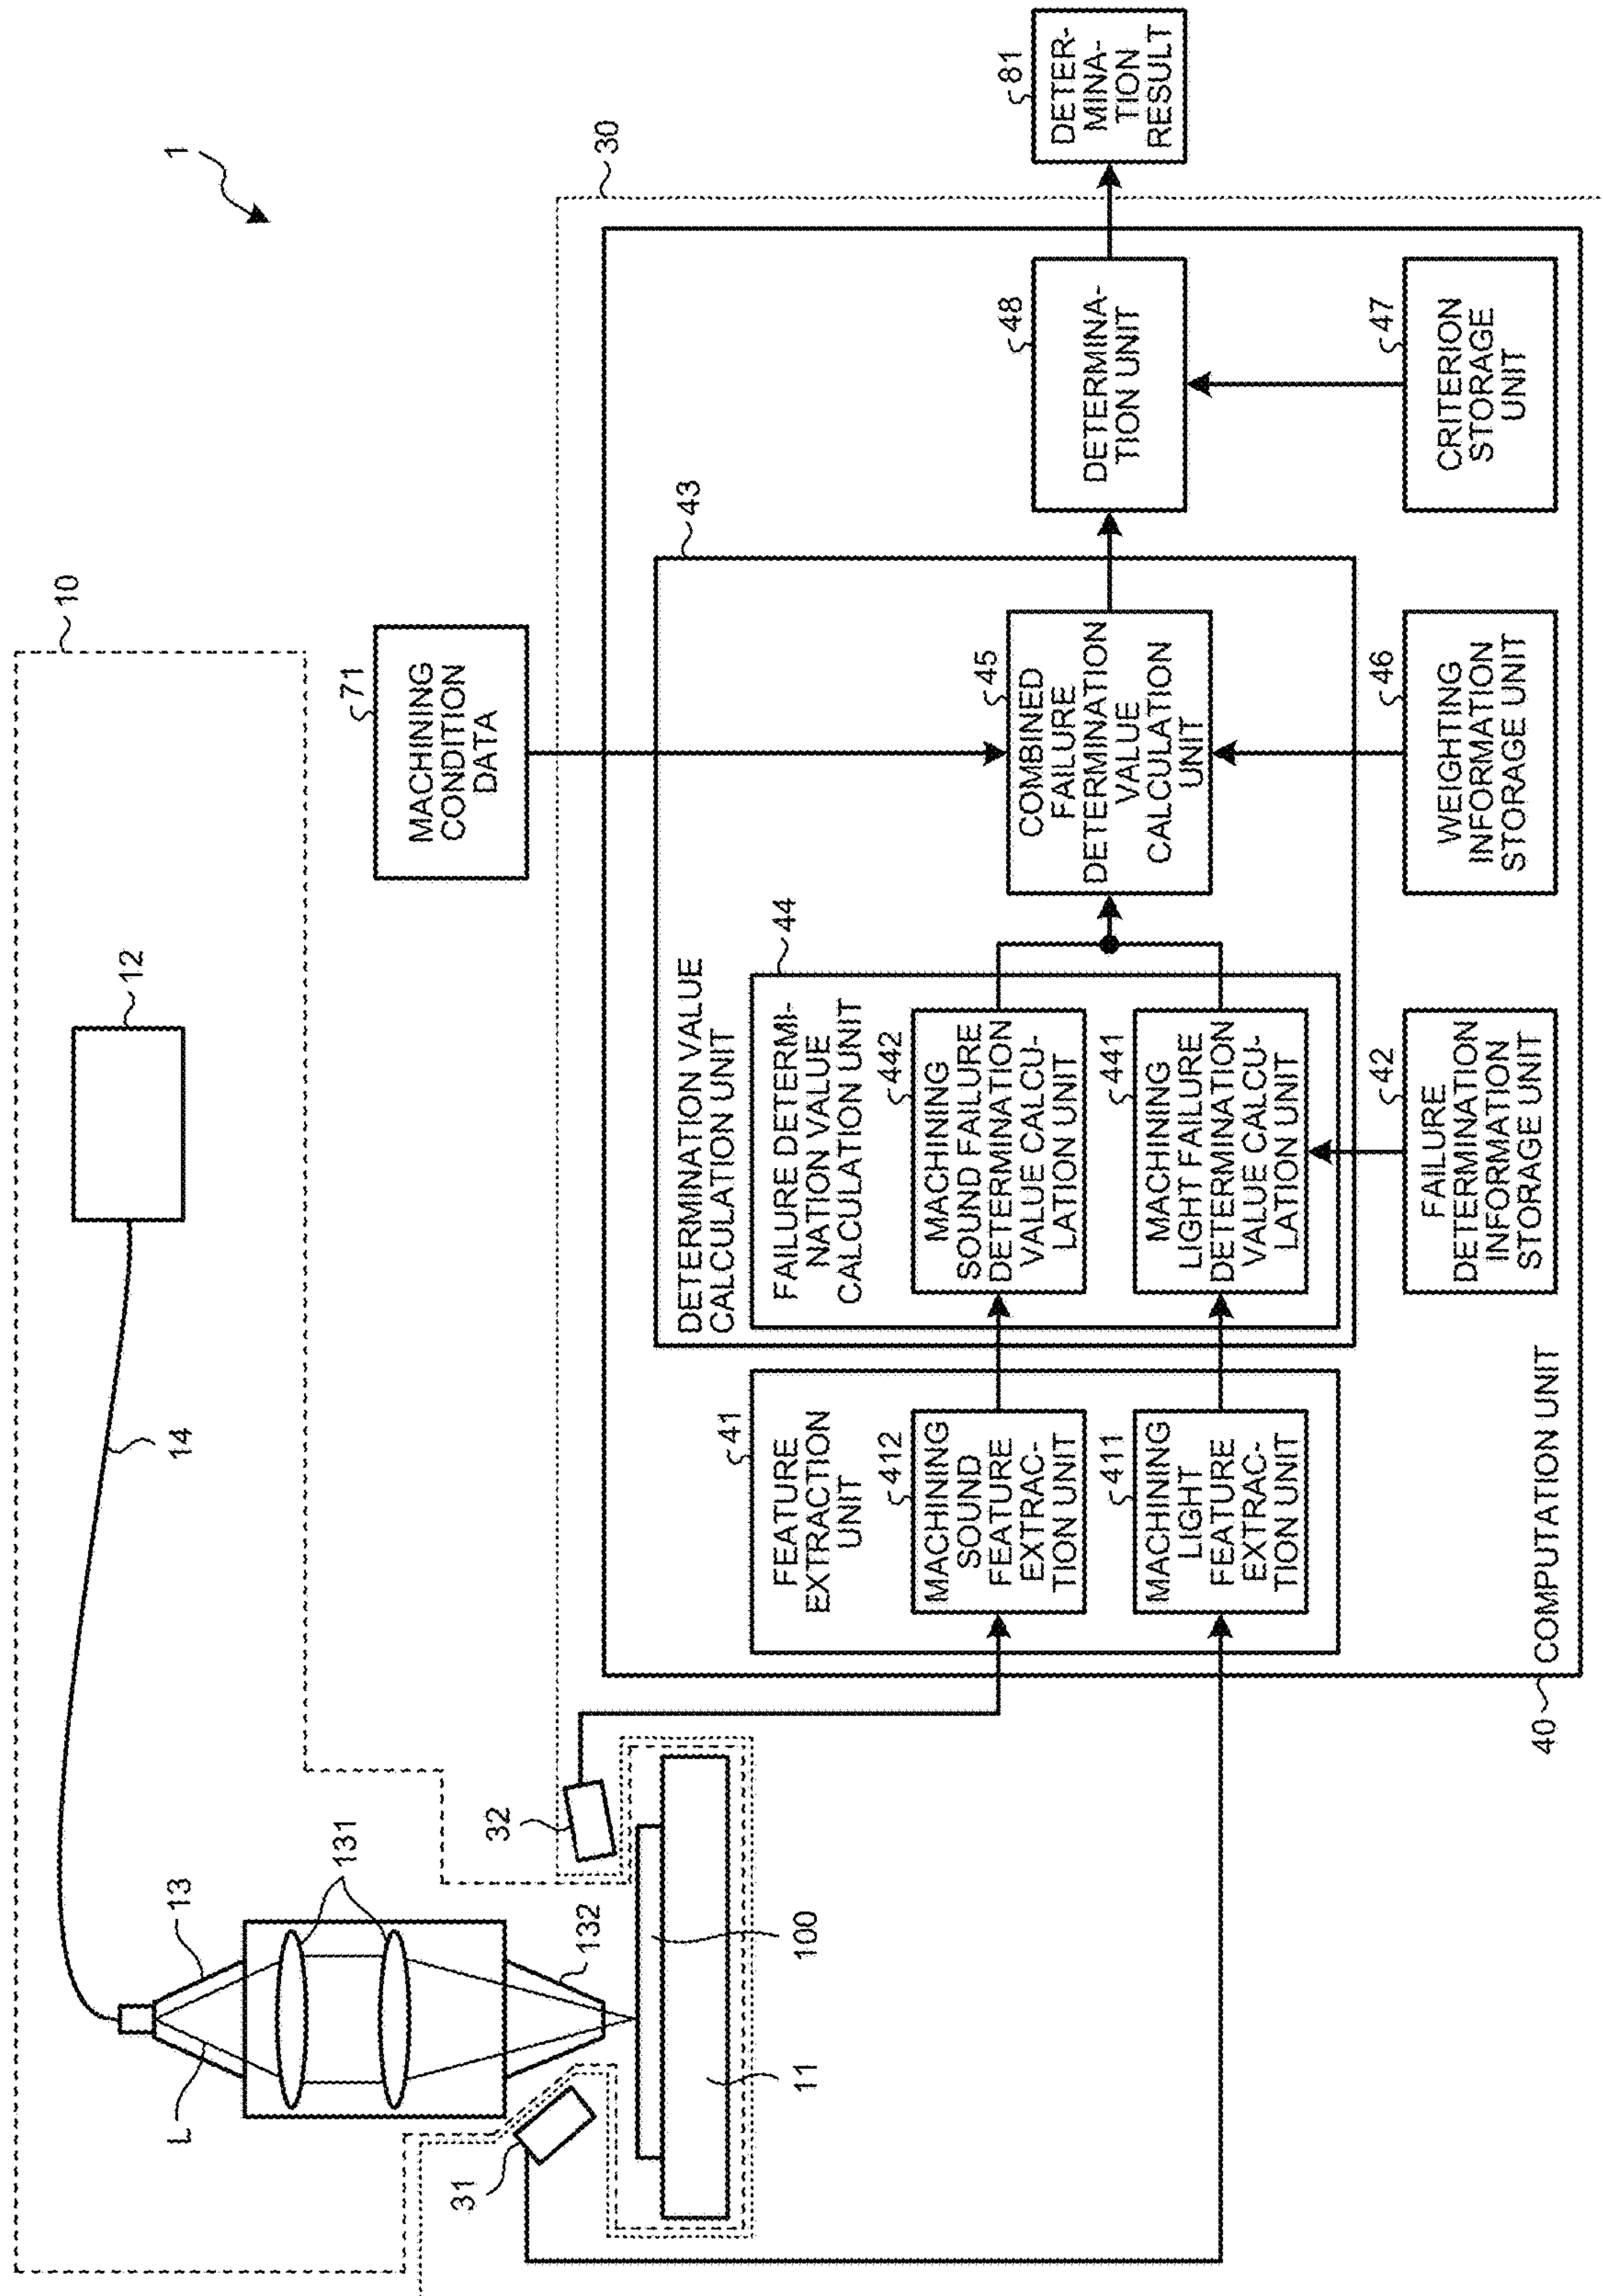 1
10
12
14
13
131
L
132
31
32
100
11
30
71
MACHINING
CONDITION
DATA
40
COMPUTATION UNIT
41
FEATURE
EXTRACTION
UNIT
412
MACHINING
SOUND
FEATURE
EXTRAC-
TION UNIT
411
MACHINING
LIGHT
FEATURE
EXTRAC-
TION UNIT
43
DETERMINATION VALUE
CALCULATION UNIT
44
FAILURE DETERMI-
NATION VALUE
CALCULATION UNIT
442
MACHINING
SOUND FAILURE
DETERMINATION
VALUE CALCU-
LATION UNIT
441
MACHINING
LIGHT FAILURE
DETERMINATION
VALUE CALCU-
LATION UNIT
42
FAILURE
DETERMINATION
INFORMATION
STORAGE UNIT
45
COMBINED
FAILURE
DETERMINATION
VALUE
CALCULATION
UNIT
46
WEIGHTING
INFORMATION
STORAGE UNIT
48
DETERMINA-
TION UNIT
47
CRITERION
STORAGE
UNIT
81
DETER-
MINA-
TION
RESULT